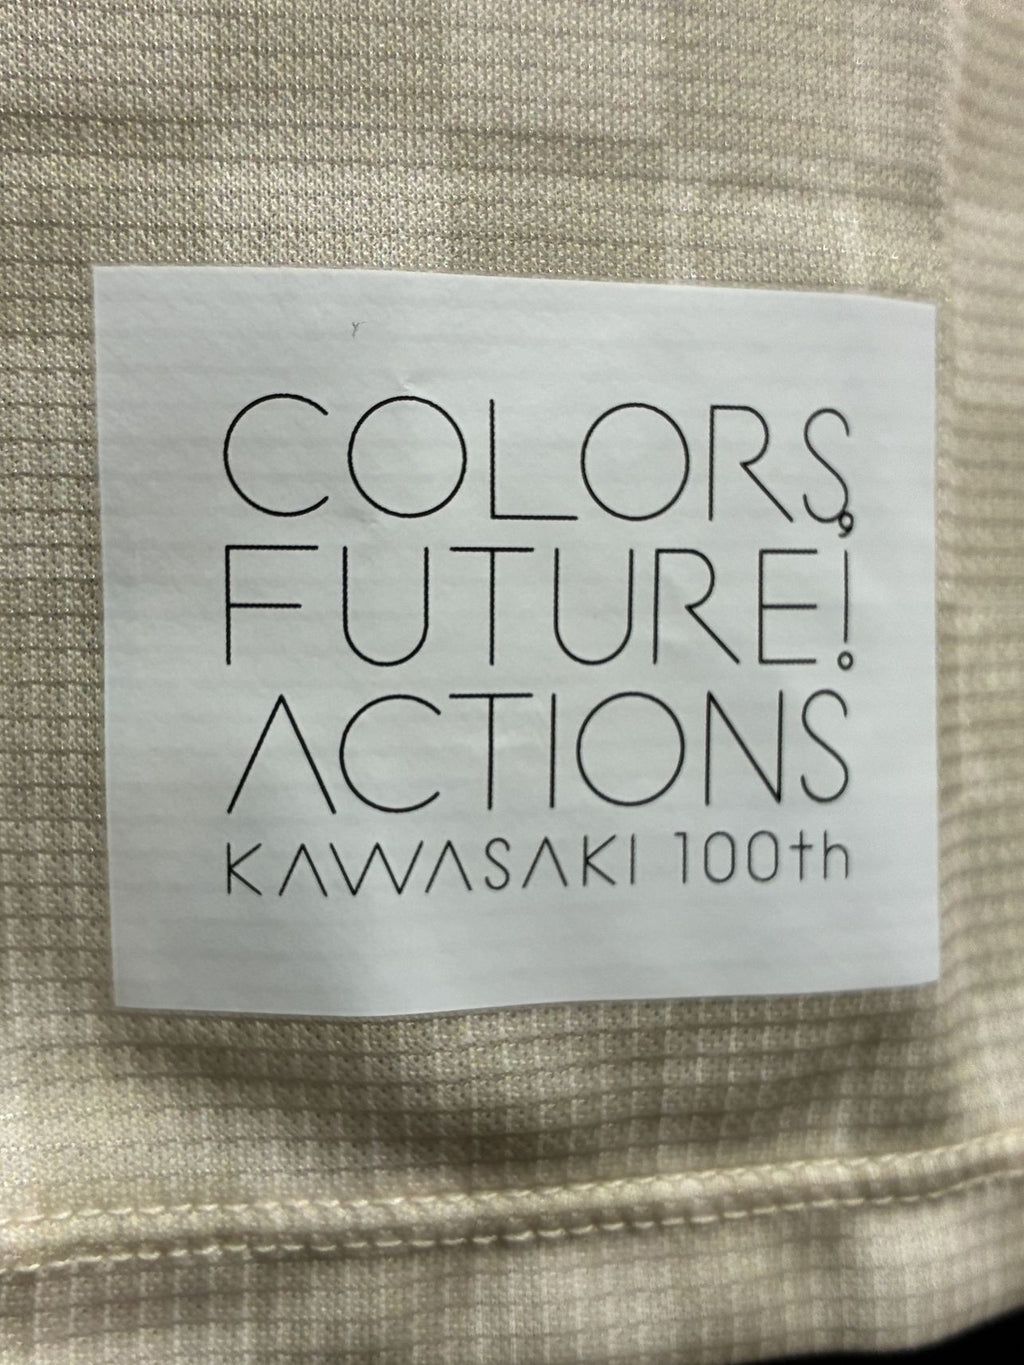 COLORS,
FUTURE!
ACTIONS
KAWASAKI 100th